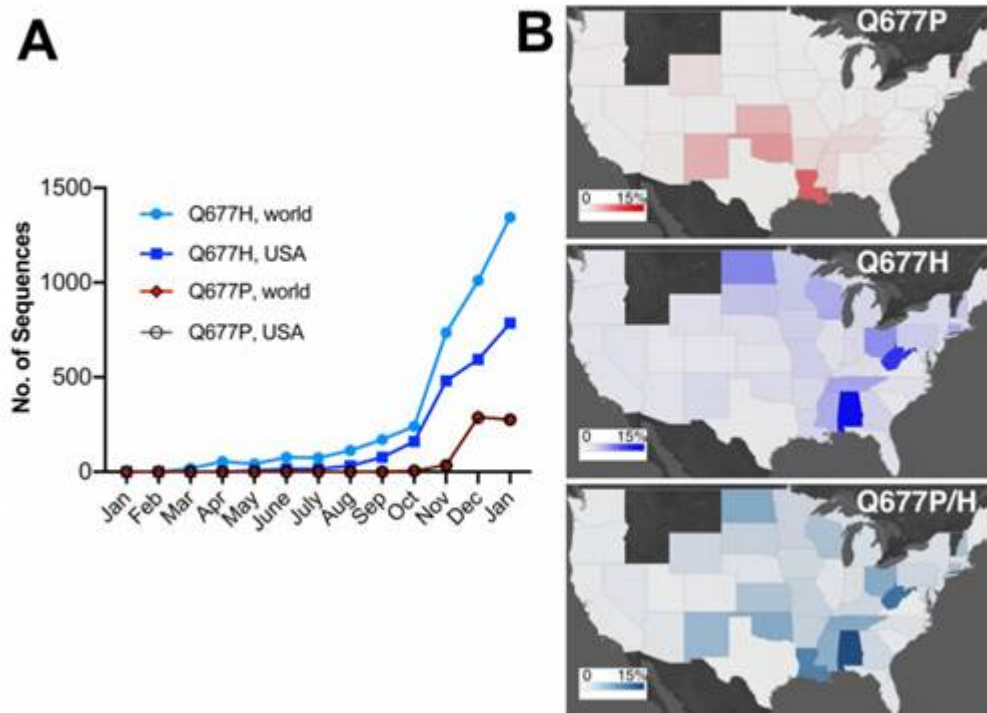 A
No. of Sequences
1500
1000
500
0
Q677H, world
Q677H, USA
Q677P, world
Q677P, USA
Jan
Feb
Mar
Apr
May
June
July
Aug
Sep
Oct
Nov
Dec
Jan
B
Q677P
0 15%
Q677H
0 15%
Q677P/H
0 15%